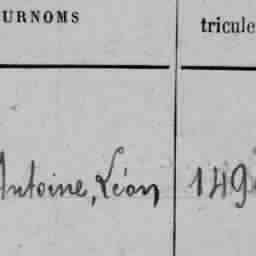 URNOMS tricule
Antoine, Léon 149